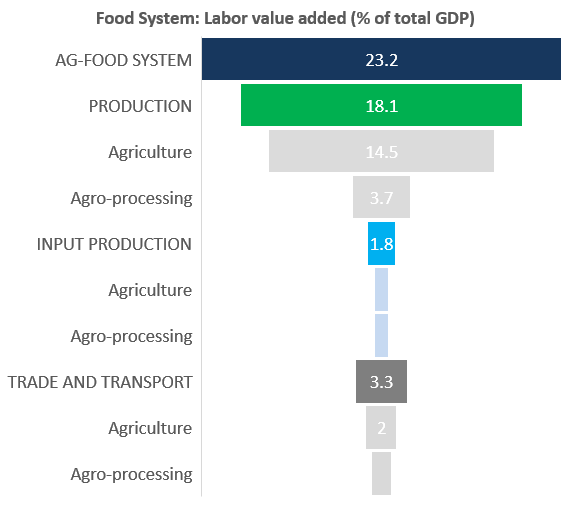 Food System: Labor value added (% of total GDP)
AG-FOOD SYSTEM 23.2
PRODUCTION 18.1
Agriculture 14.5
Agro-processing 3.7
INPUT PRODUCTION 1.8
Agriculture
Agro-processing
TRADE AND TRANSPORT 3.3
Agriculture 2
Agro-processing